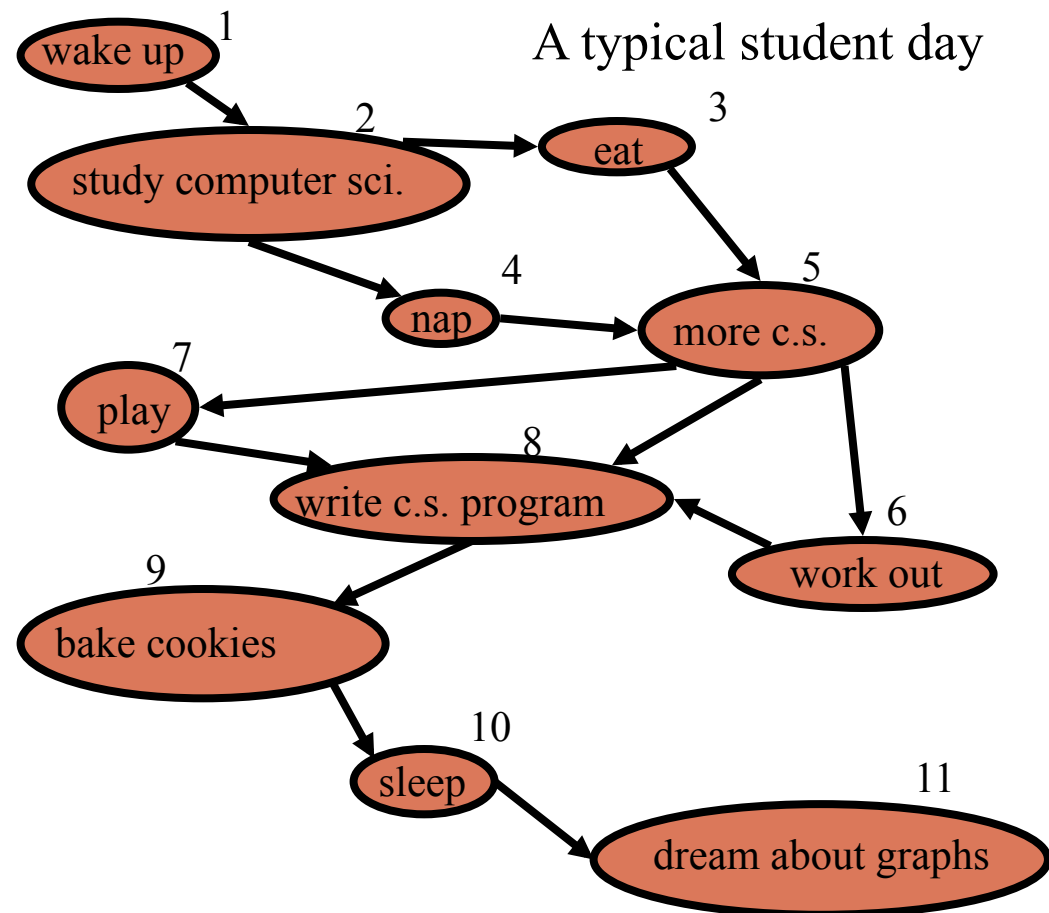 A typical student day
1
wake up
2
study computer sci.
3
eat
4
nap
5
more c.s.
7
play
8
write c.s. program
6
work out
9
bake cookies
10
sleep
11
dream about graphs